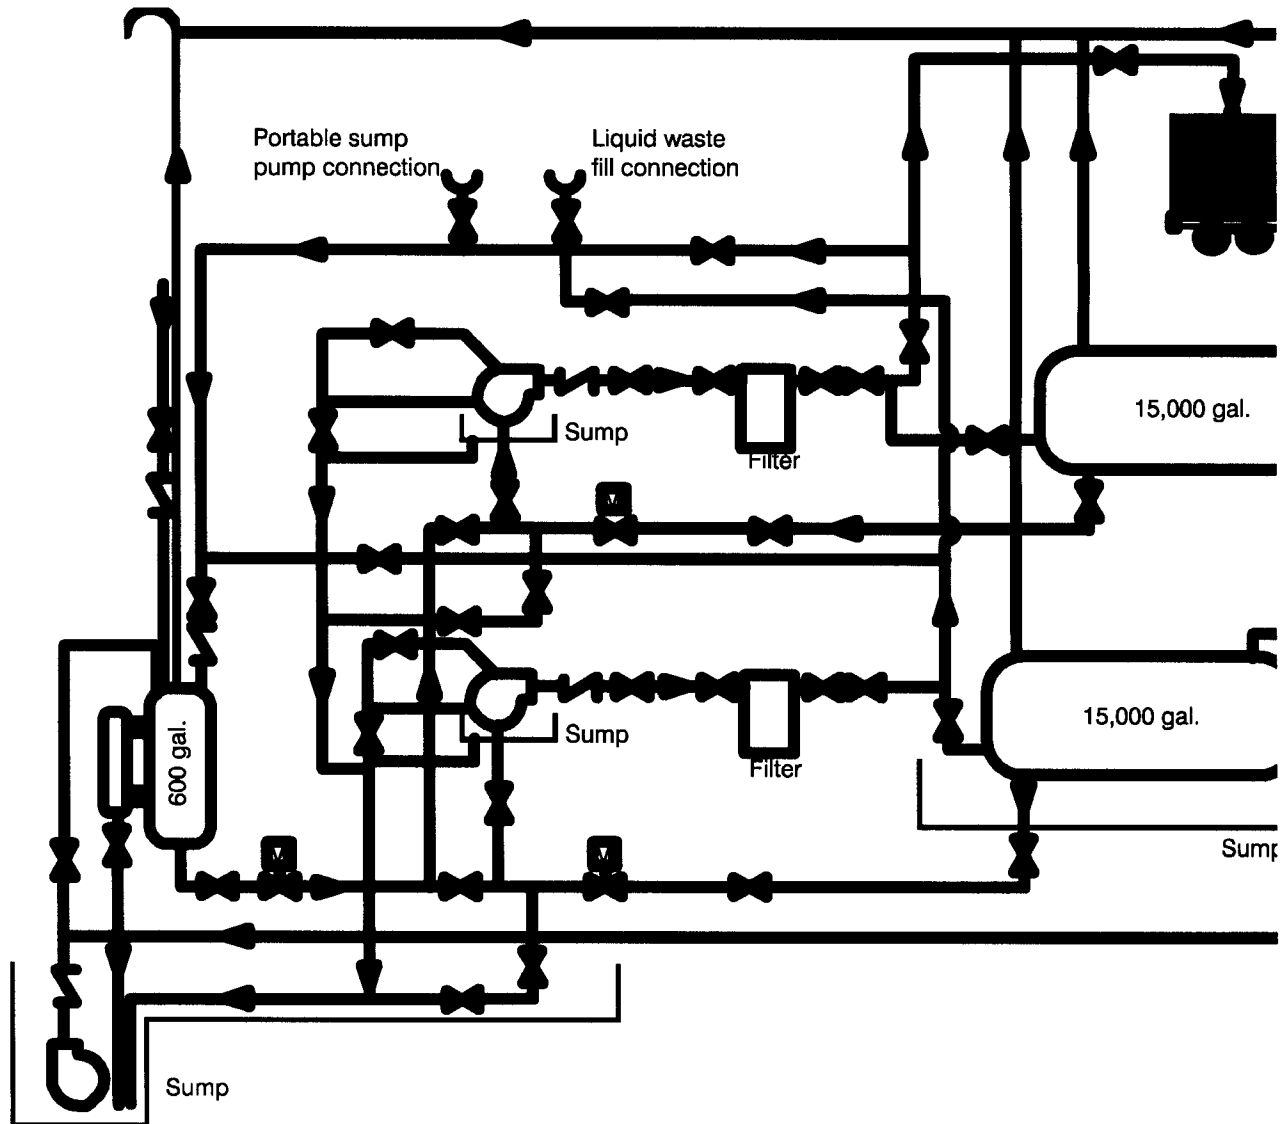 Portable sump
pump connection
Liquid waste
fill connection
15,000 gal.
Sump
Filter
M
15,000 gal.
Sump
Filter
600 gal.
M
M
Sump
Sump